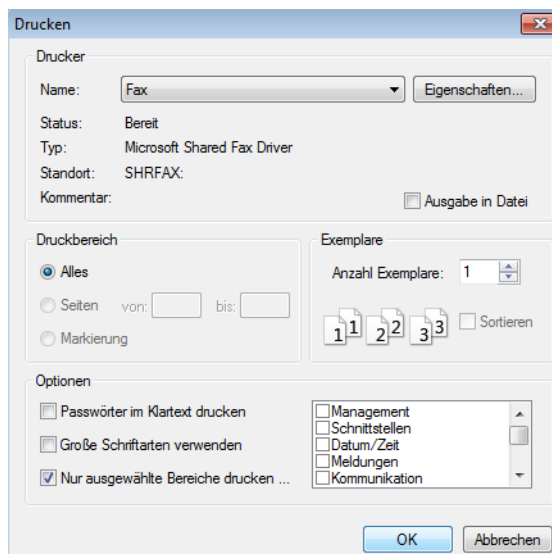 Drucken
Drucker
Name: Fax Eigenschaften...
Status: Bereit
Typ: Microsoft Shared Fax Driver
Standort: SHRFAX:
Kommentar: Ausgabe in Datei
Druckbereich
Alles
Seiten von: bis:
Markierung
Exemplare
Anzahl Exemplare: 1
1 1 2 2 3 3 Sortieren
Optionen
Passwörter im Klartext drucken
Große Schriftarten verwenden
Nur ausgewählte Bereiche drucken ...
Management
Schnittstellen
Datum/Zeit
Meldungen
Kommunikation
OK Abbrechen